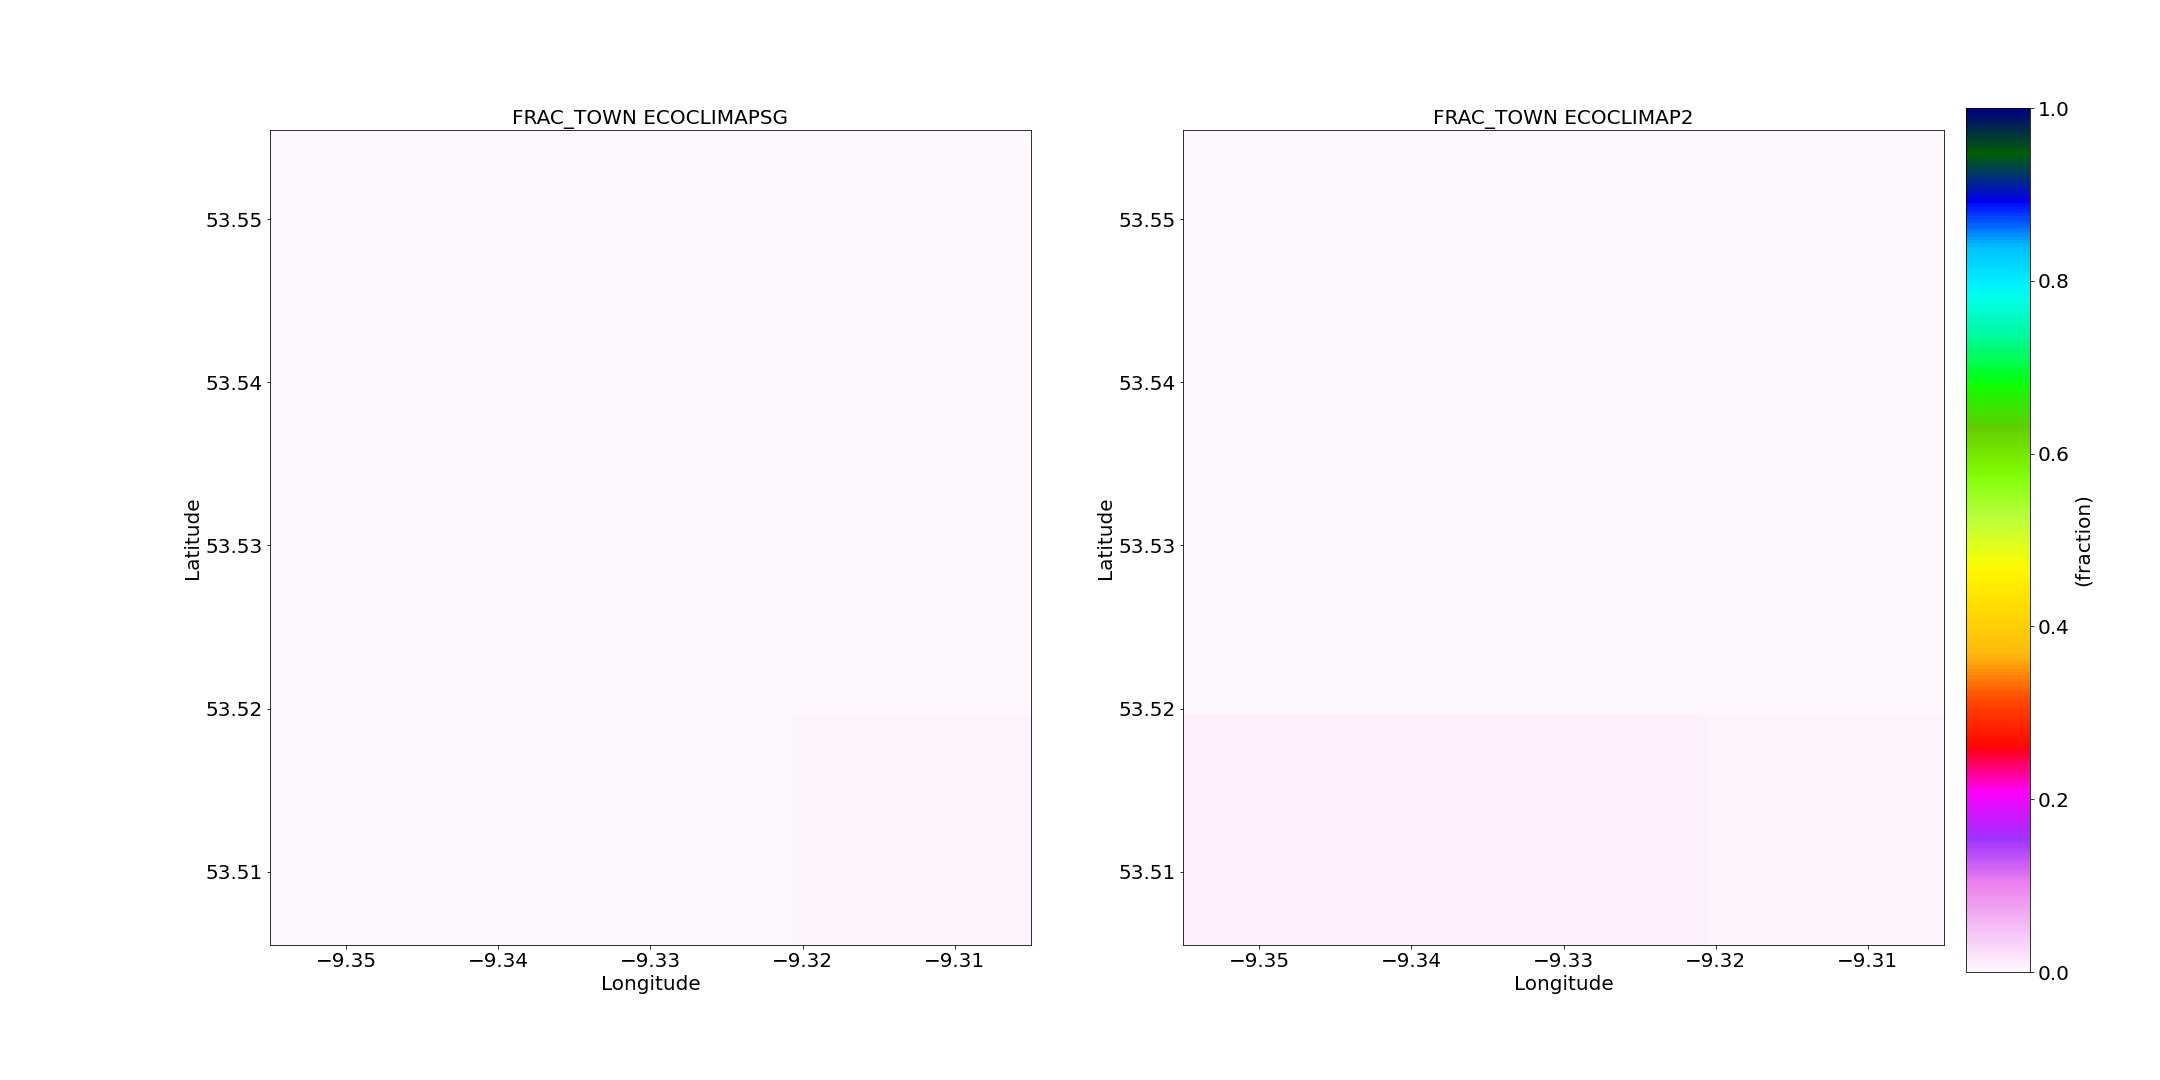 FRAC_TOWN ECOCLIMAPSG
53.55
53.54
53.53
53.52
53.51
Latitude
−9.35 −9.34 −9.33 −9.32 −9.31
Longitude
FRAC_TOWN ECOCLIMAP2
53.55
53.54
53.53
53.52
53.51
Latitude
−9.35 −9.34 −9.33 −9.32 −9.31
Longitude
1.0
0.8
0.6
0.4
0.2
0.0
(fraction)